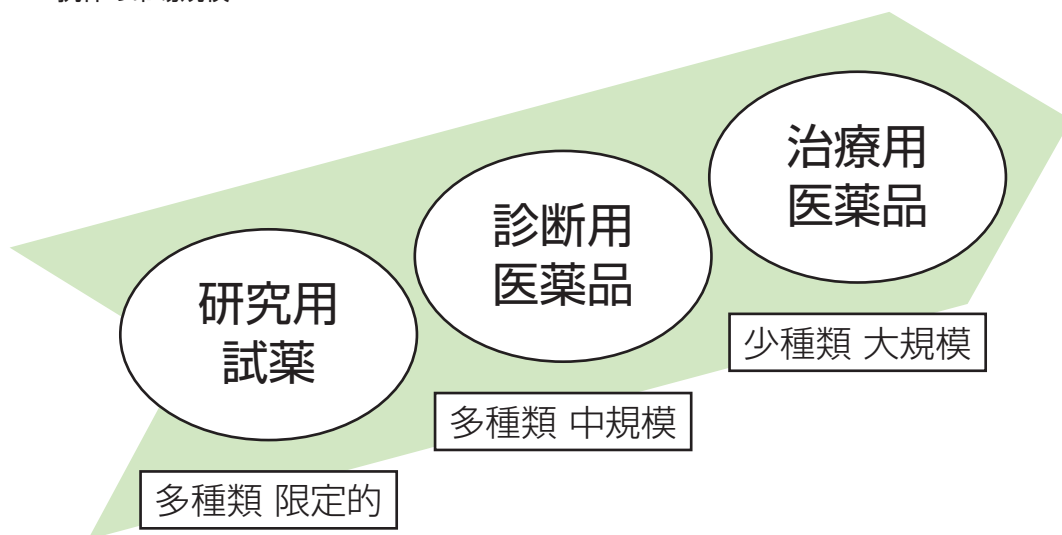 研究用
試薬
多種類 限定的
診断用
医薬品
多種類 中規模
治療用
医薬品
少種類 大規模